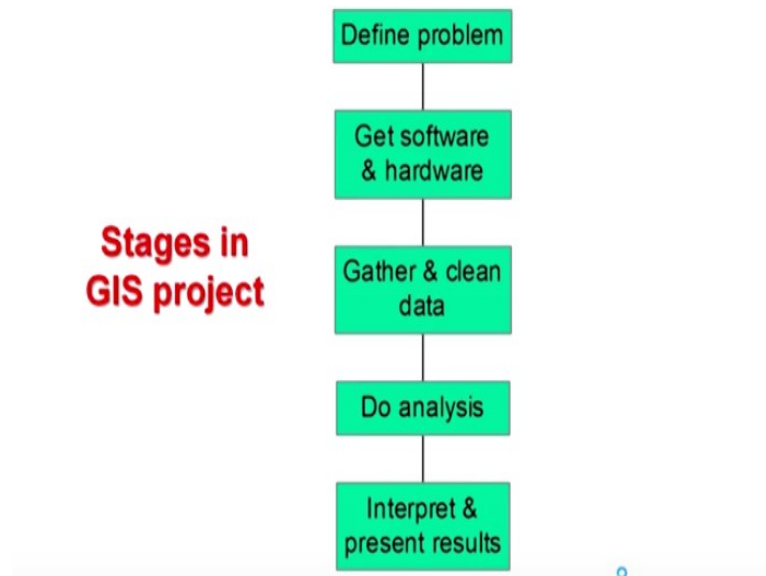 Define problem
Get software
& hardware
Stages in
GIS project
Gather & clean
data
Do analysis
Interpret &
present results